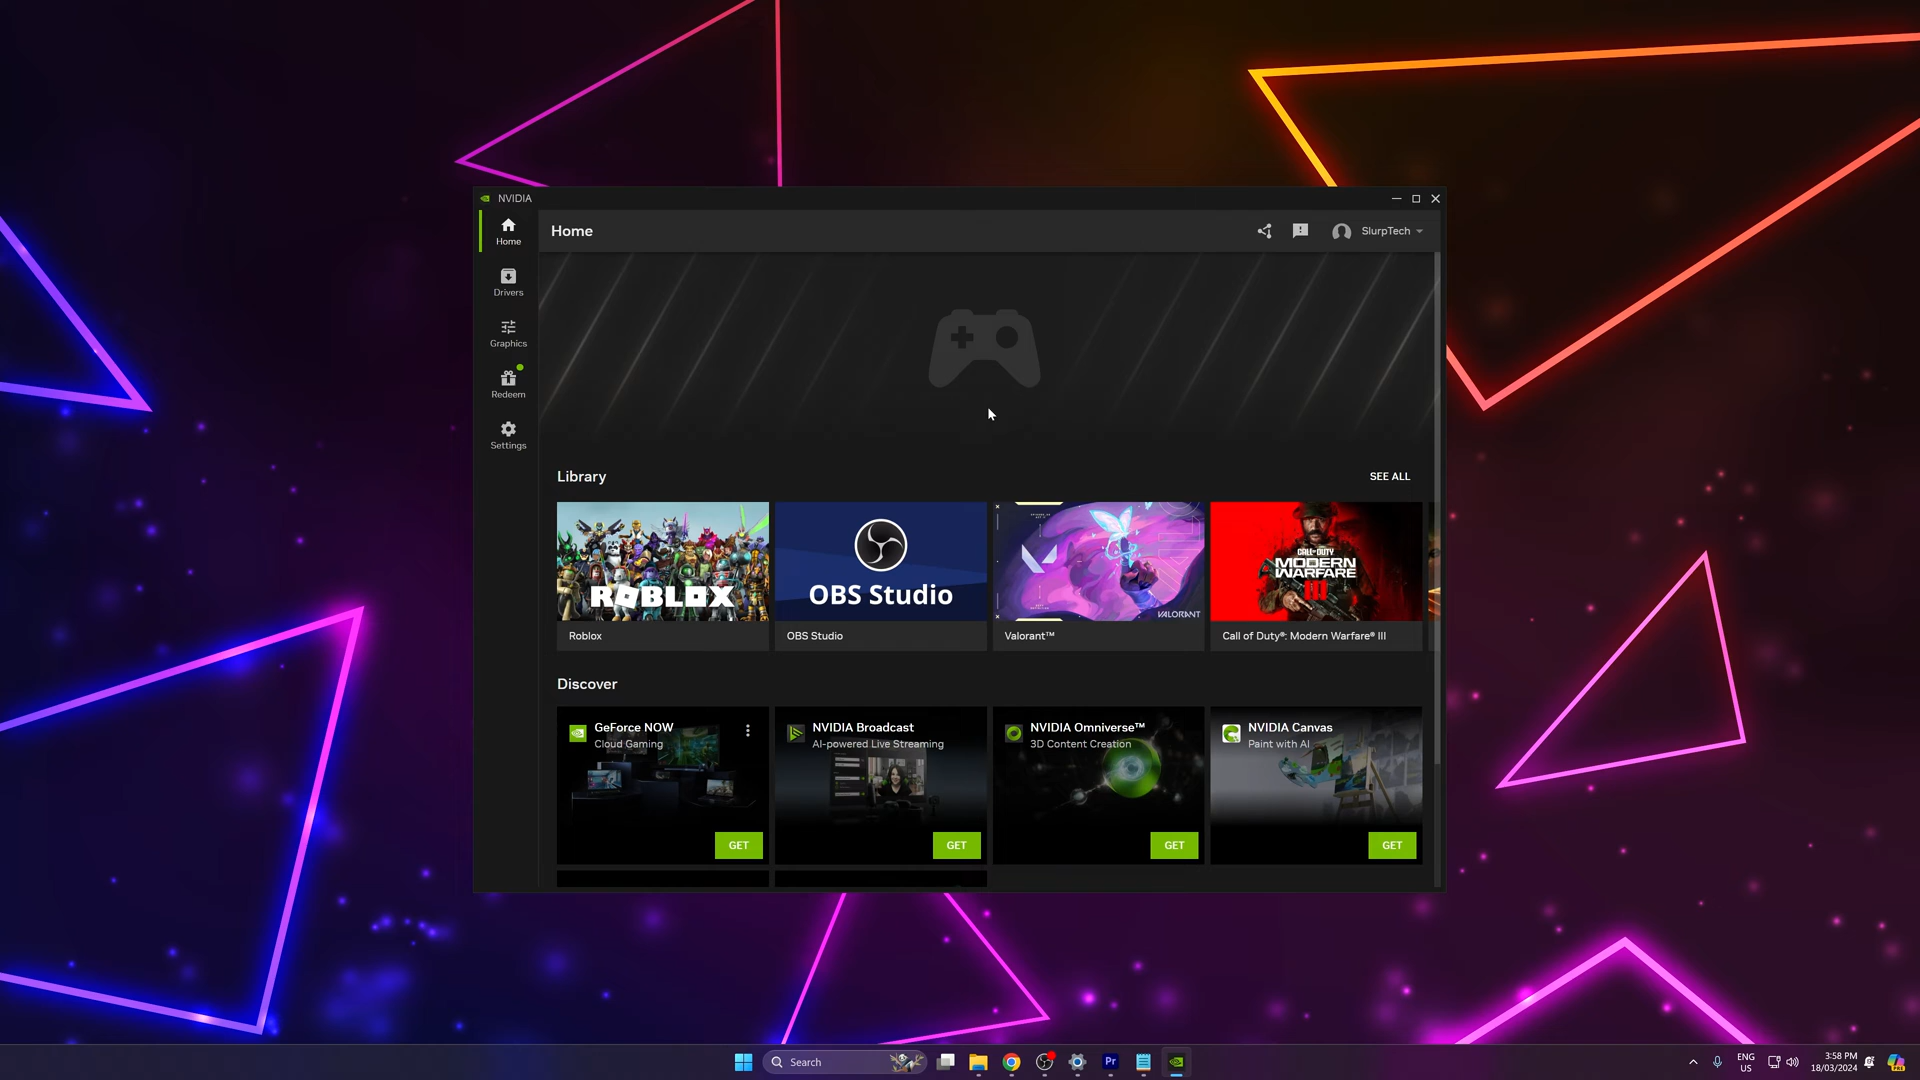 NVIDIA
Home
Home
SlurpTech
Drivers
Graphics
Redeem
Settings
Library
SEE ALL
ROBLOX
OBS Studio
VALORANT
CALL OF DUTY
MODERN
WARFARE
III
Roblox
OBS Studio
Valorant™
Call of Duty®: Modern Warfare® III
Discover
GeForce NOW
Cloud Gaming
NVIDIA Broadcast
AI-powered Live Streaming
NVIDIA Omniverse™
3D Content Creation
NVIDIA Canvas
Paint with AI
GET
GET
GET
GET
Search
Pr
ENG
US
3:58 PM
18/03/2024